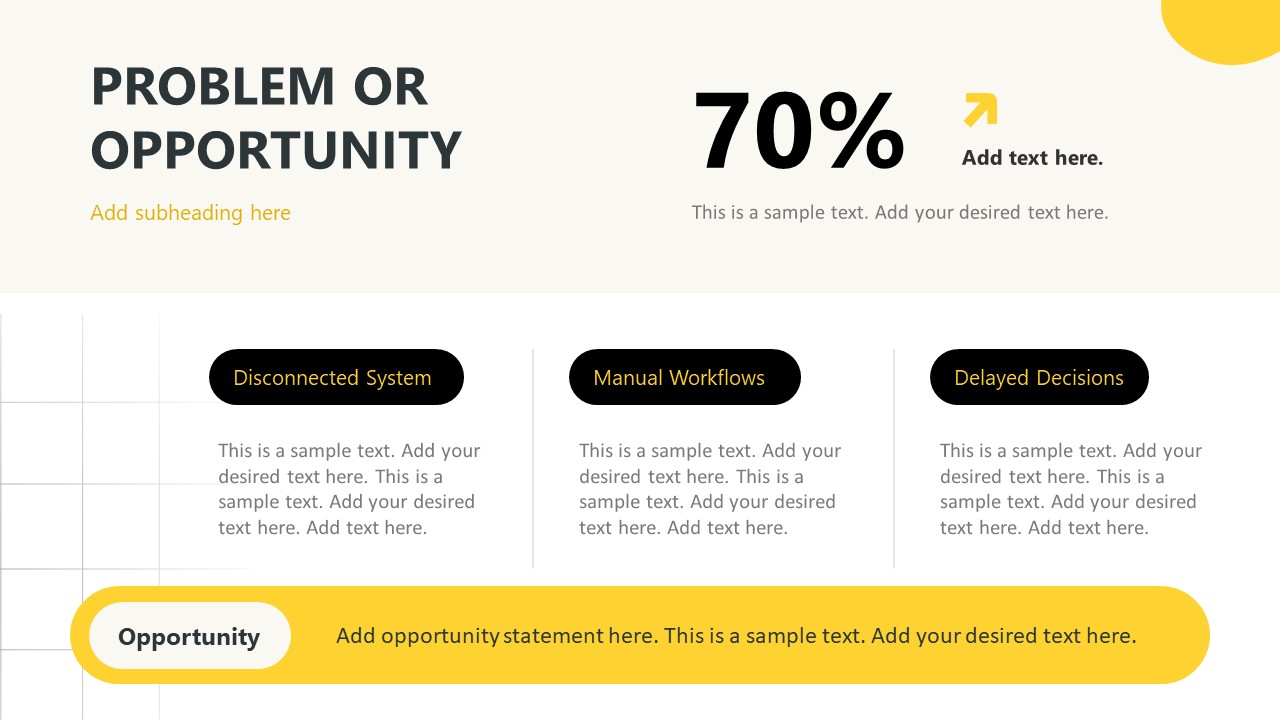 PROBLEM OR
OPPORTUNITY
Add subheading here
70%
Add text here.
This is a sample text. Add your desired text here.
Disconnected System
This is a sample text. Add your
desired text here. This is a
sample text. Add your desired
text here. Add text here.
Manual Workflows
This is a sample text. Add your
desired text here. This is a
sample text. Add your desired
text here. Add text here.
Delayed Decisions
This is a sample text. Add your
desired text here. This is a
sample text. Add your desired
text here. Add text here.
Opportunity
Add opportunity statement here. This is a sample text. Add your desired text here.